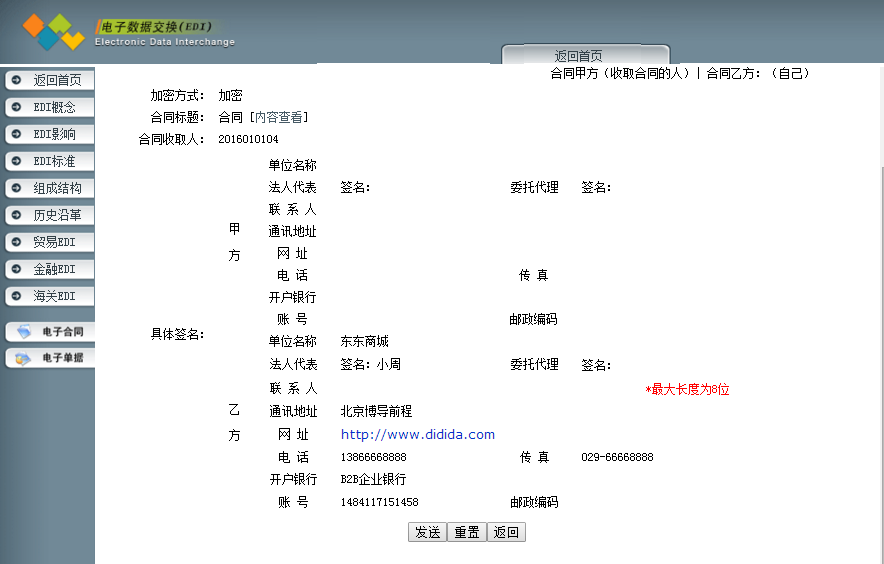 电子数据交换(EDI)
Electronic Data Interchange
返回首页
返回首页
EDI概念
EDI影响
EDI标准
组成结构
历史沿革
贸易EDI
金融EDI
海关EDI
电子合同
电子单据
合同甲方（收取合同的人）| 合同乙方：（自己）
加密方式： 加密
合同标题： 合同 [内容查看]
合同收取人： 2016010104
具体签名：
甲方
单位名称
法人代表 签名： 委托代理 签名：
联 系 人
通讯地址
网 址
电 话 传 真
开户银行
账 号 邮政编码
乙方
单位名称 东东商城
法人代表 签名：小周 委托代理 签名：
联 系 人 *最大长度为8位
通讯地址 北京博导前程
网 址 http://www.didida.com
电 话 13866668888 传 真 029-66668888
开户银行 B2B企业银行
账 号 1484117151458 邮政编码
发送 重置 返回